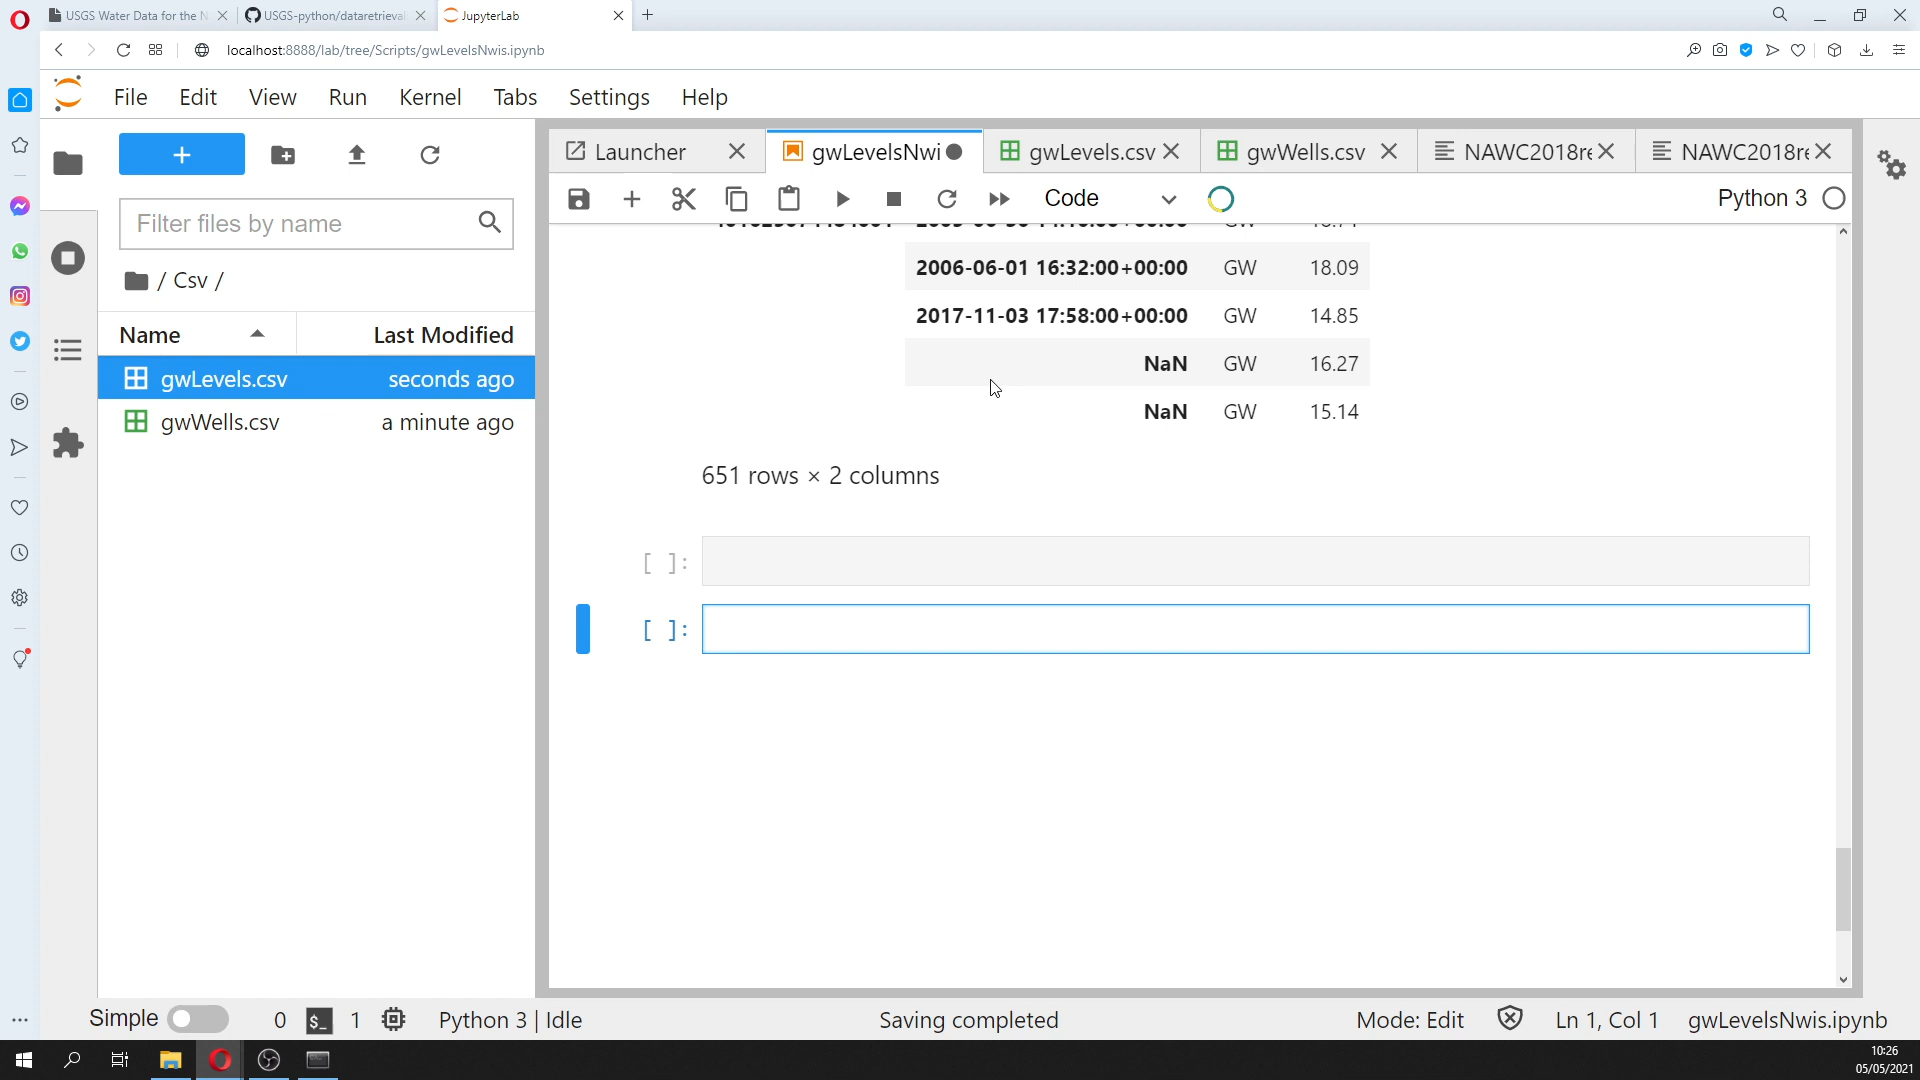 USGS Water Data for the N
USGS-python/dataretrieval
JupyterLab
localhost:8888/lab/tree/Scripts/gwLevelsNwis.ipynb
File Edit View Run Kernel Tabs Settings Help
Launcher
gwLevelsNwi
gwLevels.csv
gwWells.csv
NAWC2018re
NAWC2018re
Code
Python 3
Filter files by name
/ Csv /
Name Last Modified
gwLevels.csv seconds ago
gwWells.csv a minute ago
2006-06-01 16:32:00+00:00 GW 18.09
2017-11-03 17:58:00+00:00 GW 14.85
NaN GW 16.27
NaN GW 15.14
651 rows × 2 columns
[ ]:
[ ]:
Simple 0 $_ 1 Python 3 | Idle Saving completed Mode: Edit Ln 1, Col 1 gwLevelsNwis.ipynb
10:26
05/05/2021